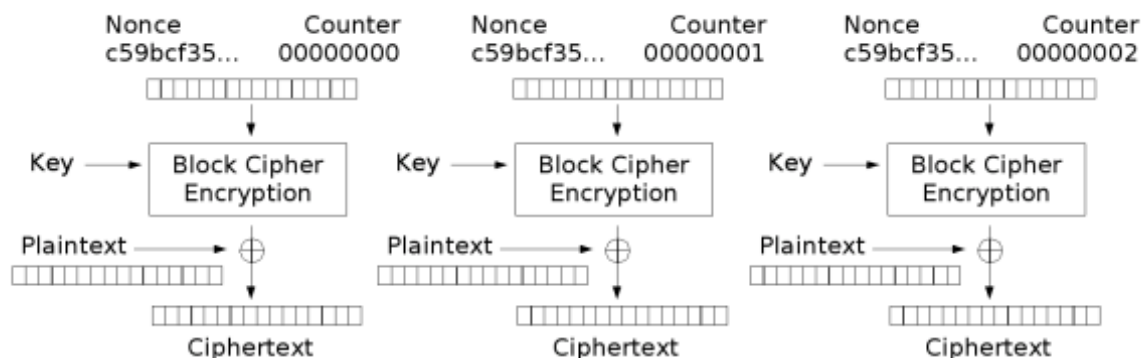 Nonce Counter
c59bcf35... 00000000
Key
Block Cipher
Encryption
Plaintext
Ciphertext
Nonce Counter
c59bcf35... 00000001
Key
Block Cipher
Encryption
Plaintext
Ciphertext
Nonce Counter
c59bcf35... 00000002
Key
Block Cipher
Encryption
Plaintext
Ciphertext